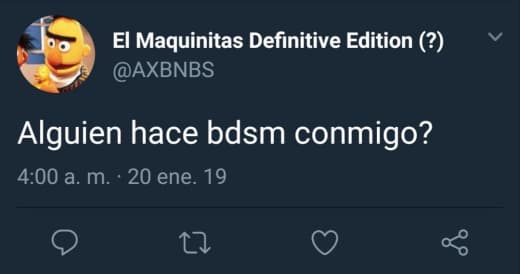 El Maquinitas Definitive Edition (?)
@AXBNBS
Alguien hace bdsm conmigo?
4:00 a. m. · 20 ene. 19